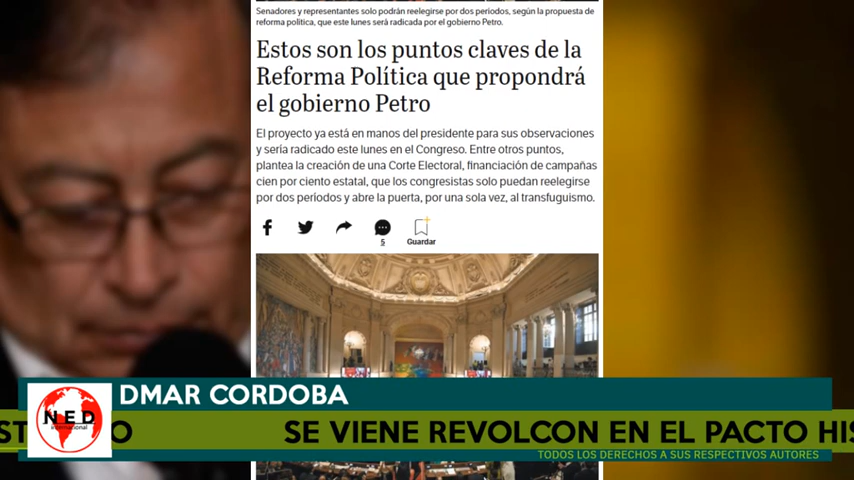 Senadores y representantes solo podrán reelegirse por dos períodos, según la propuesta de
reforma política, que este lunes será radicada por el gobierno Petro.
Estos son los puntos claves de la
Reforma Política que propondrá
el gobierno Petro
El proyecto ya está en manos del presidente para sus observaciones
y sería radicado este lunes en el Congreso. Entre otros puntos,
plantea la creación de una Corte Electoral, financiación de campañas
cien por ciento estatal, que los congresistas solo puedan reelegirse
por dos períodos y abre la puerta, por una sola vez, al transfuguismo.
5
Guardar
DMAR CORDOBA
NED
internacional
SE VIENE REVOLCON EN EL PACTO HIS
TODOS LOS DERECHOS A SUS RESPECTIVOS AUTORES